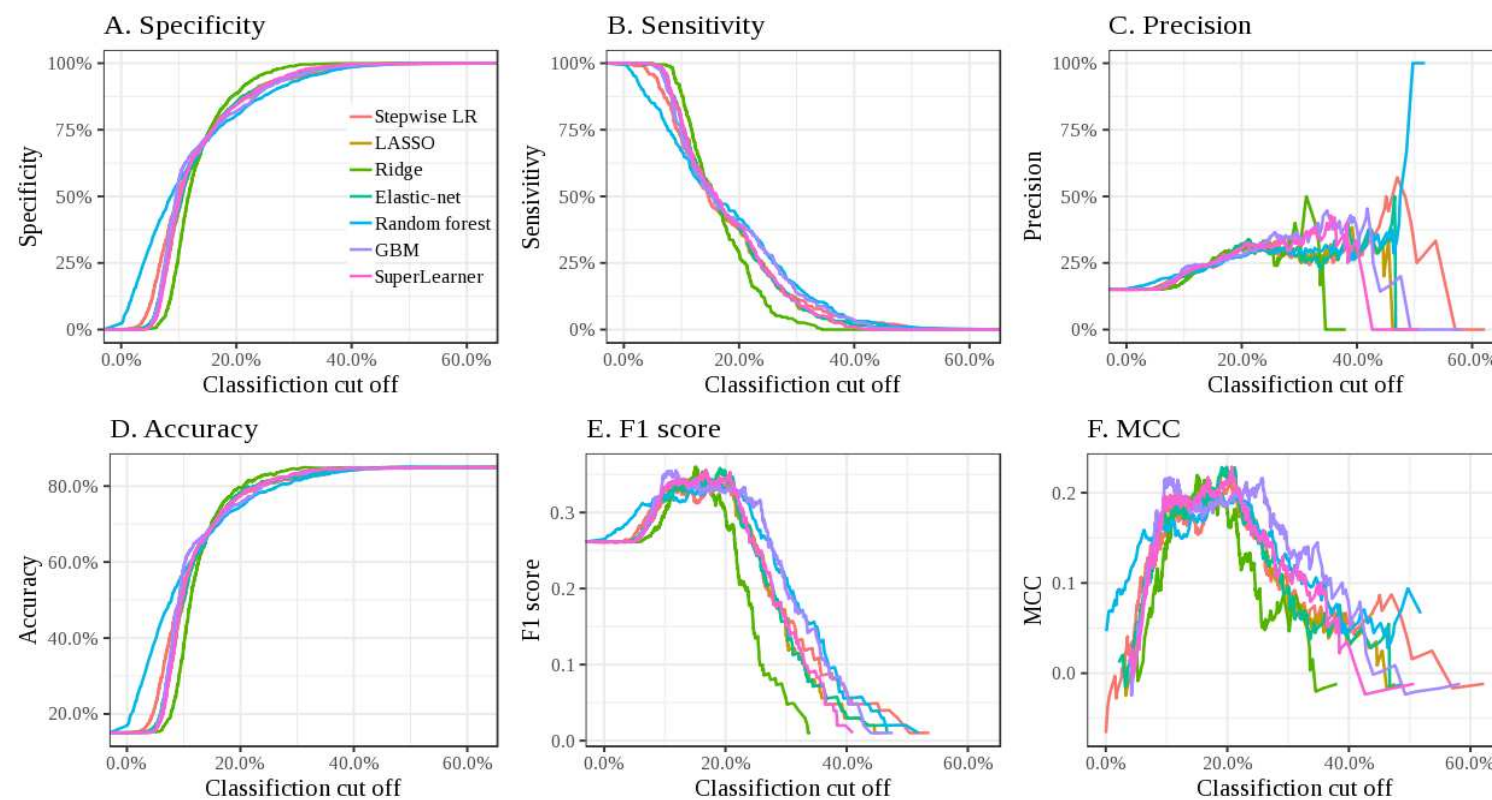 A. Specificity
B. Sensitivity
C. Precision
100%
75%
50%
25%
0%
Specificity
Stepwise LR
LASSO
Ridge
Elastic-net
Random forest
GBM
SuperLearner
0.0%
20.0%
40.0%
60.0%
Classifiction cut off
100%
75%
50%
25%
0%
Sensivitivy
0.0%
20.0%
40.0%
60.0%
Classifiction cut off
100%
75%
50%
25%
0%
Precision
0.0%
20.0%
40.0%
60.0%
Classifiction cut off
D. Accuracy
E. F1 score
F. MCC
80.0%
60.0%
40.0%
20.0%
Accuracy
0.0%
20.0%
40.0%
60.0%
Classifiction cut off
0.3
0.2
0.1
0.0
F1 score
0.0%
20.0%
40.0%
60.0%
Classifiction cut off
0.2
0.1
0.0
MCC
0.0%
20.0%
40.0%
60.0%
Classifiction cut off